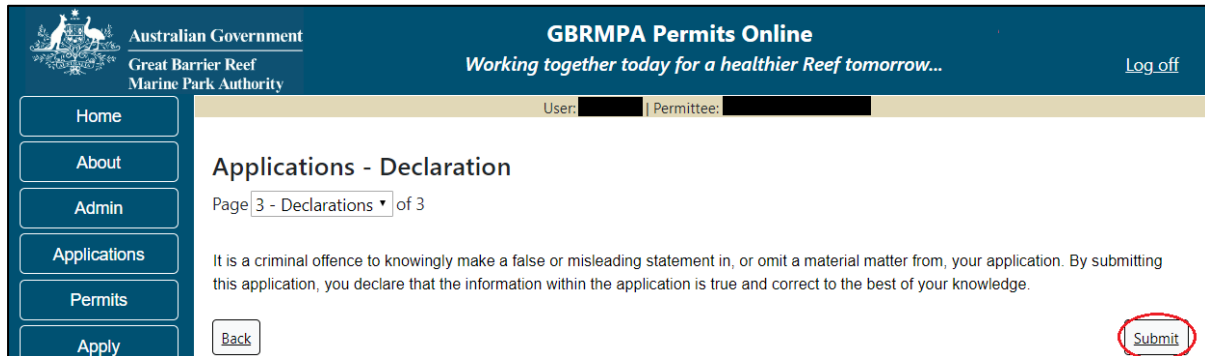 Australian Government
Great Barrier Reef
Marine Park Authority
GBRMPA Permits Online
Working together today for a healthier Reef tomorrow...
Log off
User: | Permittee:
Home
About
Admin
Applications
Permits
Apply
Applications - Declaration
Page 3 - Declarations of 3
It is a criminal offence to knowingly make a false or misleading statement in, or omit a material matter from, your application. By submitting
this application, you declare that the information within the application is true and correct to the best of your knowledge.
Back
Submit